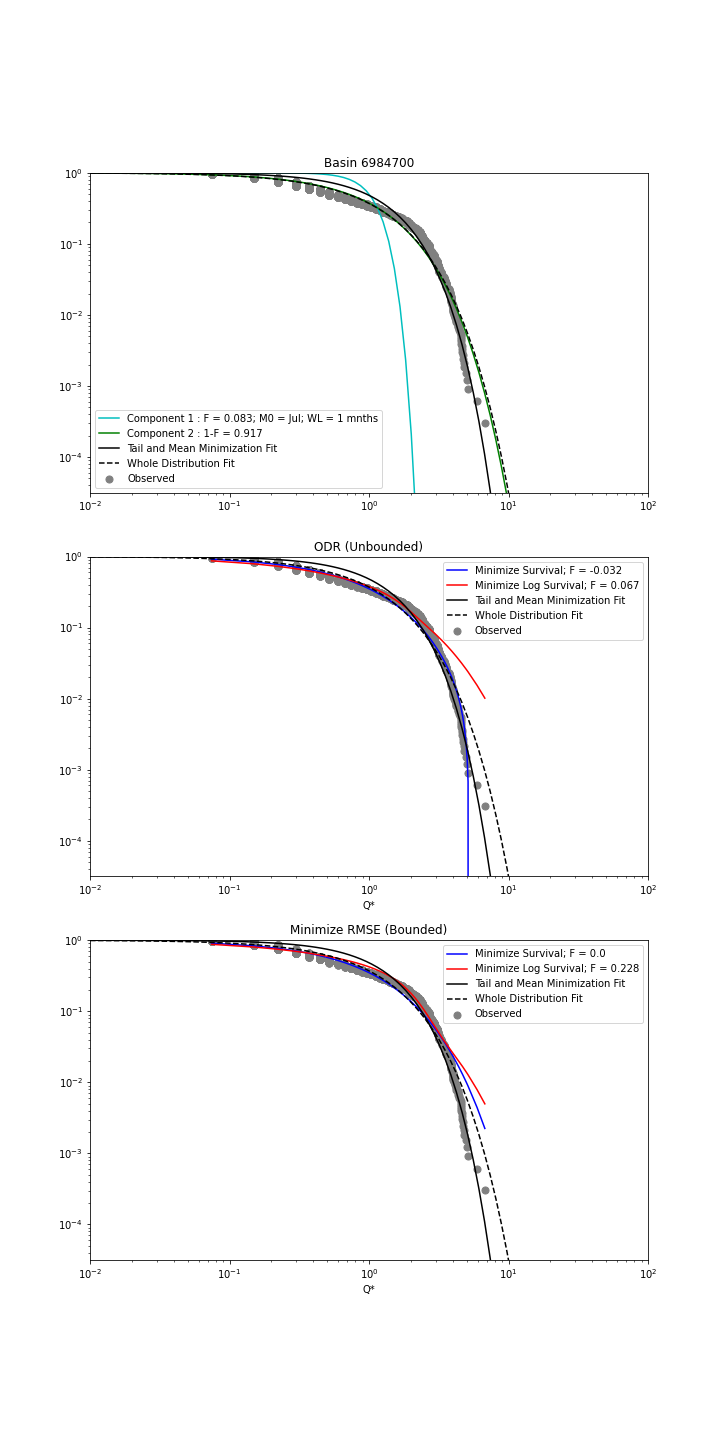 Basin 6984700
10^0
10^-1
10^-2
10^-3
10^-4
Component 1 : F = 0.083; M0 = Jul; WL = 1 mnths
Component 2 : 1-F = 0.917
Tail and Mean Minimization Fit
Whole Distribution Fit
Observed
10^-2 10^-1 10^0 10^1 10^2
ODR (Unbounded)
10^0
10^-1
10^-2
10^-3
10^-4
Minimize Survival; F = -0.032
Minimize Log Survival; F = 0.067
Tail and Mean Minimization Fit
Whole Distribution Fit
Observed
10^-2 10^-1 10^0 10^1 10^2
Q*
Minimize RMSE (Bounded)
10^0
10^-1
10^-2
10^-3
10^-4
Minimize Survival; F = 0.0
Minimize Log Survival; F = 0.228
Tail and Mean Minimization Fit
Whole Distribution Fit
Observed
10^-2 10^-1 10^0 10^1 10^2
Q*